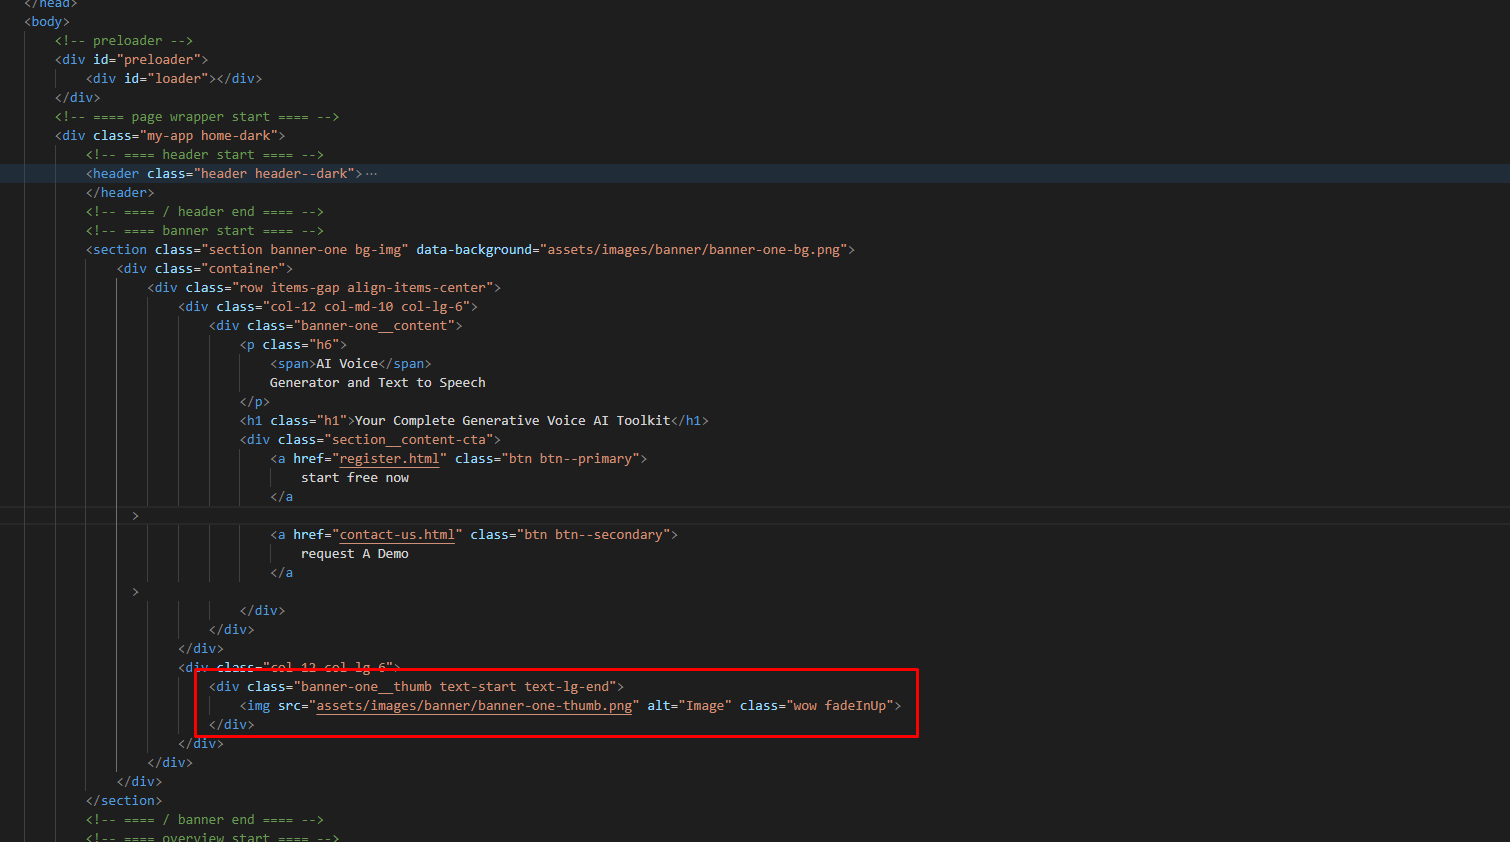 </head>
<body>
<!-- preloader -->
<div id="preloader">
<div id="loader"></div>
</div>
<!-- ==== page wrapper start ==== -->
<div class="my-app home-dark">
<!-- ==== header start ==== -->
<header class="header header--dark">···
</header>
<!-- ==== / header end ==== -->
<!-- ==== banner start ==== -->
<section class="section banner-one bg-img" data-background="assets/images/banner/banner-one-bg.png">
<div class="container">
<div class="row items-gap align-items-center">
<div class="col-12 col-md-10 col-lg-6">
<div class="banner-one__content">
<p class="h6">
<span>AI Voice</span>
Generator and Text to Speech
</p>
<h1 class="h1">Your Complete Generative Voice AI Toolkit</h1>
<div class="section__content-cta">
<a href="register.html" class="btn btn--primary">
start free now
</a
>
<a href="contact-us.html" class="btn btn--secondary">
request A Demo
</a
>
</div>
</div>
</div>
<div class="col-12 col-lg-6">
<div class="banner-one__thumb text-start text-lg-end">
<img src="assets/images/banner/banner-one-thumb.png" alt="Image" class="wow fadeInUp">
</div>
</div>
</div>
</div>
</section>
<!-- ==== / banner end ==== -->
<!-- ==== overview start ==== -->